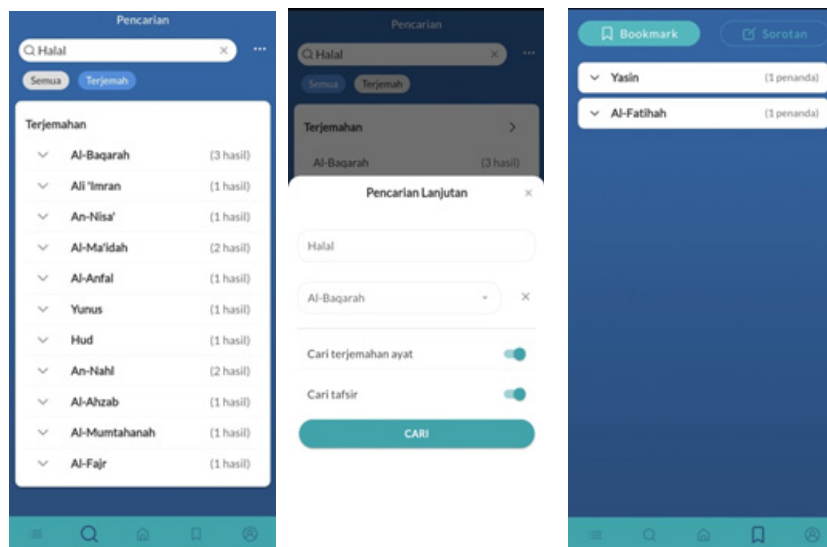 Pencarian
Halal
Semua Terjemah
Terjemahan
Al-Baqarah (3 hasil)
Ali 'Imran (1 hasil)
An-Nisa' (1 hasil)
Al-Ma'idah (2 hasil)
Al-Anfal (1 hasil)
Yunus (1 hasil)
Hud (1 hasil)
An-Nahl (2 hasil)
Al-Ahzab (1 hasil)
Al-Mumtahanah (1 hasil)
Al-Fajr (1 hasil)
Pencarian
Halal
Semua Terjemah
Terjemahan
Al-Baqarah (3 hasil)
Pencarian Lanjutan
Halal
Al-Baqarah
Cari terjemahan ayat
Cari tafsir
CARI
Bookmark Sorotan
Yasin (1 penanda)
Al-Fatihah (1 penanda)